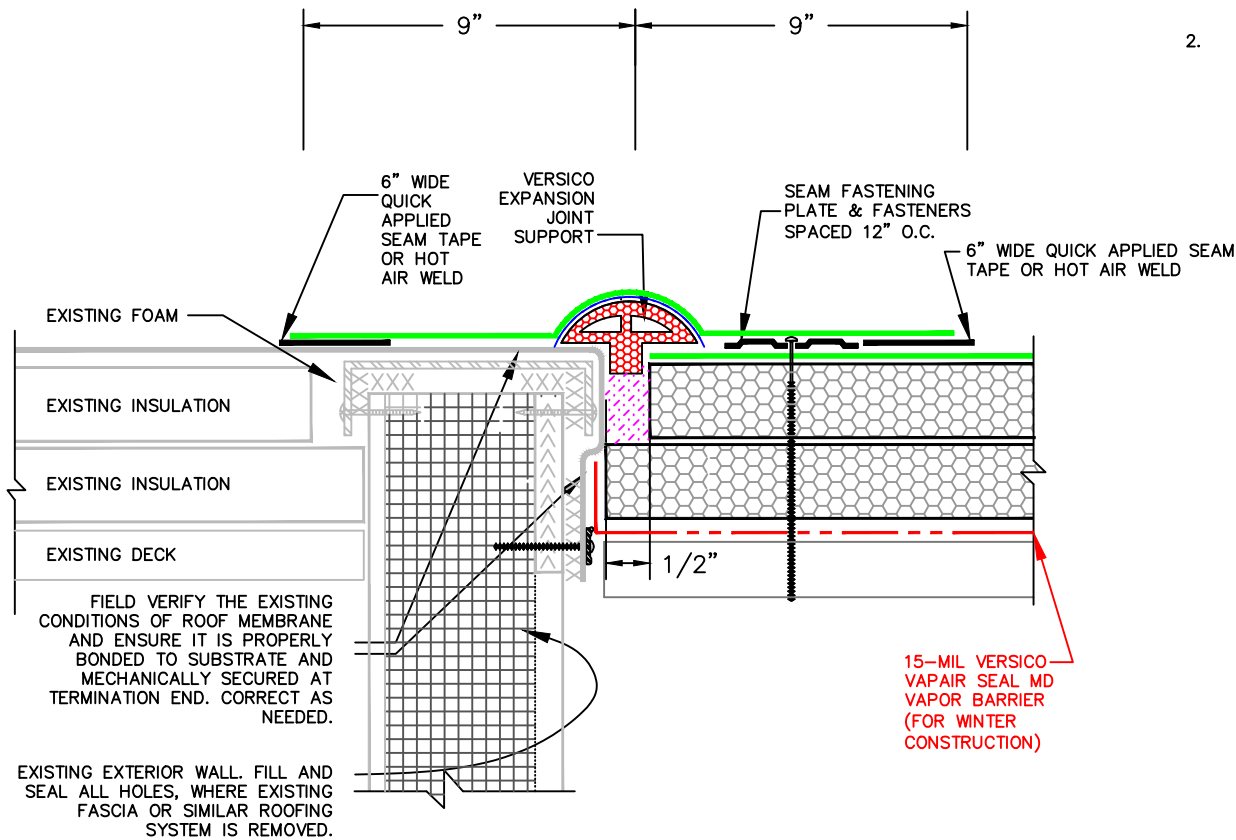 9” 9”
2.
6” WIDE
QUICK
APPLIED
SEAM TAPE
OR HOT
AIR WELD
VERSICO
EXPANSION
JOINT
SUPPORT
SEAM FASTENING
PLATE & FASTENERS
SPACED 12” O.C.
6” WIDE QUICK APPLIED SEAM
TAPE OR HOT AIR WELD
EXISTING FOAM
EXISTING INSULATION
EXISTING INSULATION
EXISTING DECK
1/2”
FIELD VERIFY THE EXISTING
CONDITIONS OF ROOF MEMBRANE
AND ENSURE IT IS PROPERLY
BONDED TO SUBSTRATE AND
MECHANICALLY SECURED AT
TERMINATION END. CORRECT AS
NEEDED.
15-MIL VERSICO
VAPAIR SEAL MD
VAPOR BARRIER
(FOR WINTER
CONSTRUCTION)
EXISTING EXTERIOR WALL. FILL AND
SEAL ALL HOLES, WHERE EXISTING
FASCIA OR SIMILAR ROOFING
SYSTEM IS REMOVED.